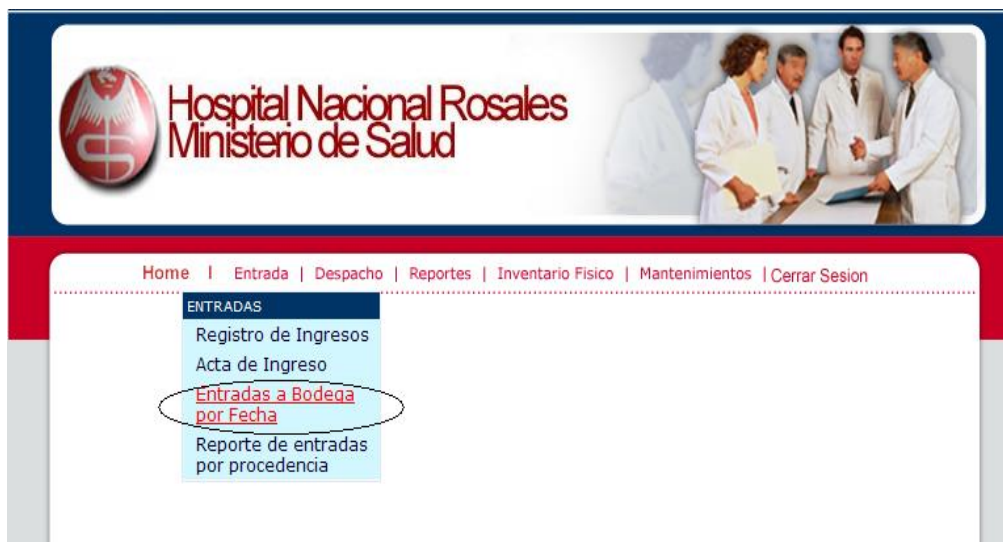 Hospital Nacional Rosales
Ministerio de Salud
Home | Entrada | Despacho | Reportes | Inventario Fisico | Mantenimientos | Cerrar Sesion
ENTRADAS
Registro de Ingresos
Acta de Ingreso
Entradas a Bodega
por Fecha
Reporte de entradas
por procedencia